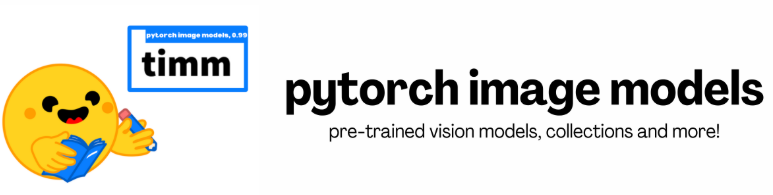 pytorch image models, 0.99
timm
pytorch image models
pre-trained vision models, collections and more!